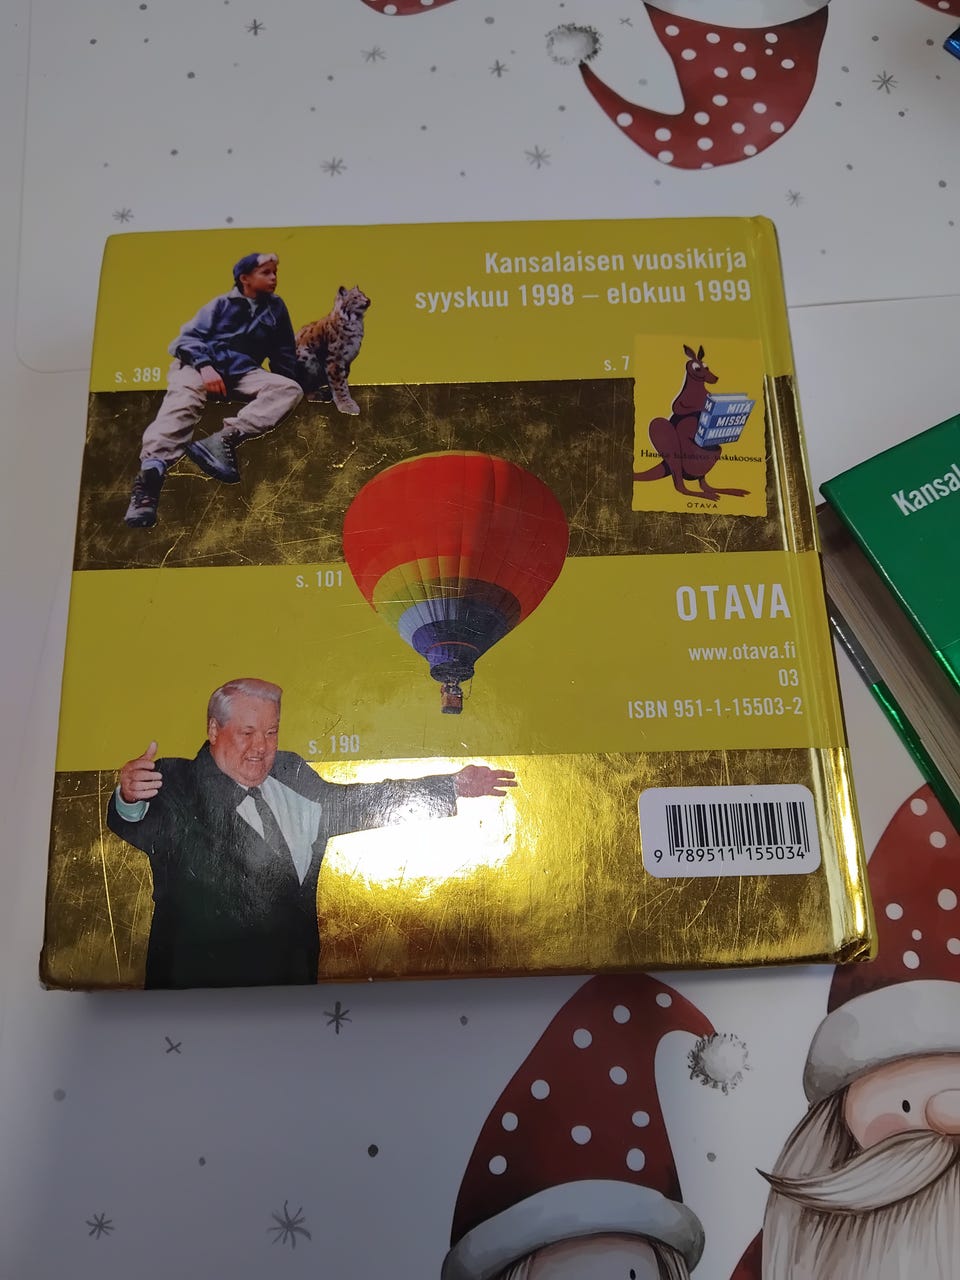 Kansalaisen vuosikirja
syyskuu 1998 – elokuu 1999
s. 389
s. 7
MITÄ
MISSÄ
MILLOIN
OTAVA
s. 101
OTAVA
www.otava.fi
03
ISBN 951-1-15503-2
s. 190
9 789511 155034
Kansal